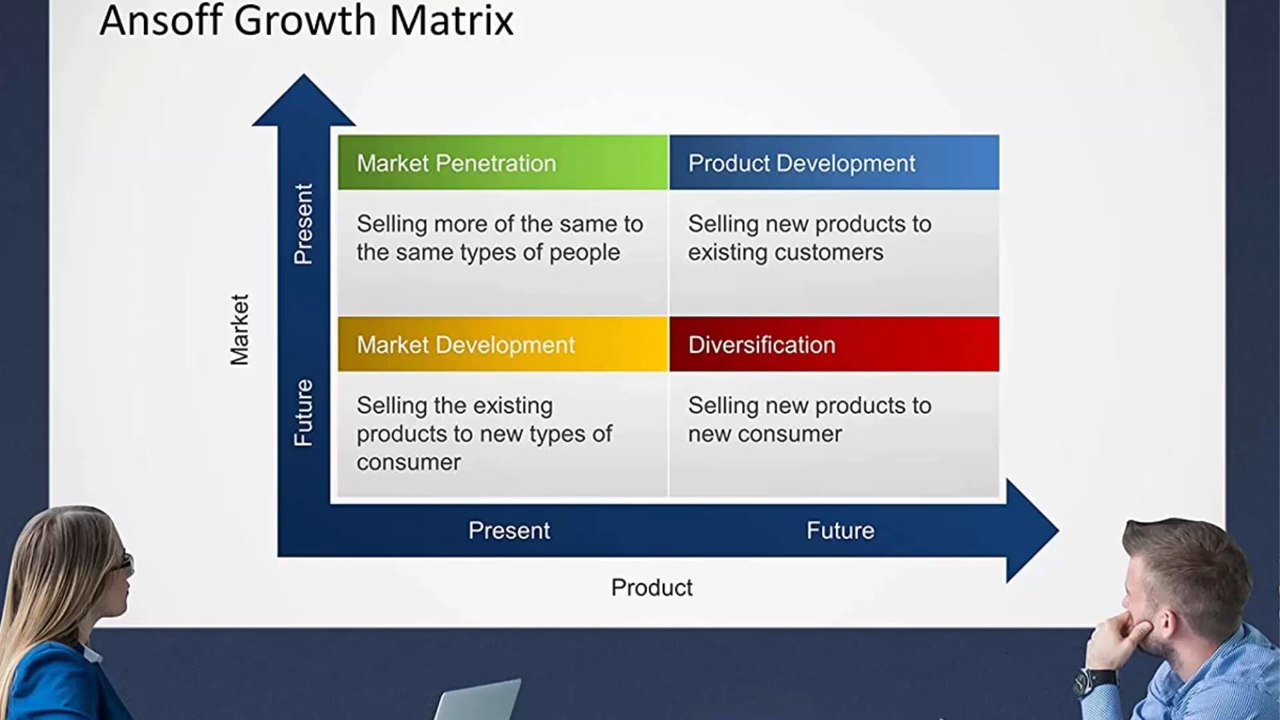 Ansoff Growth Matrix
Market Penetration
Product Development
Present
Selling more of the same to
the same types of people
Selling new products to
existing customers
Market
Market Development
Diversification
Future
Selling the existing
products to new types of
consumer
Selling new products to
new consumer
Present
Future
Product